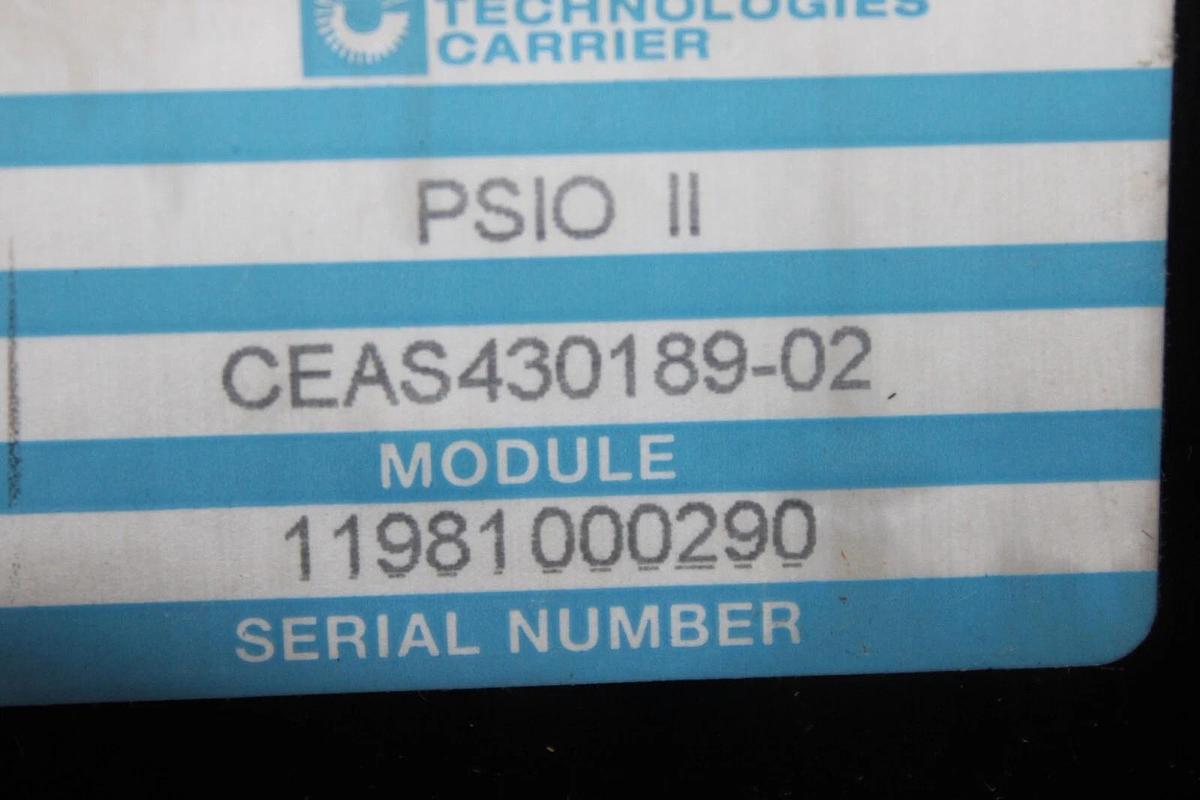 TECHNOLOGIES
CARRIER
PSIO II
CEAS430189-02
MODULE
11981000290
SERIAL NUMBER